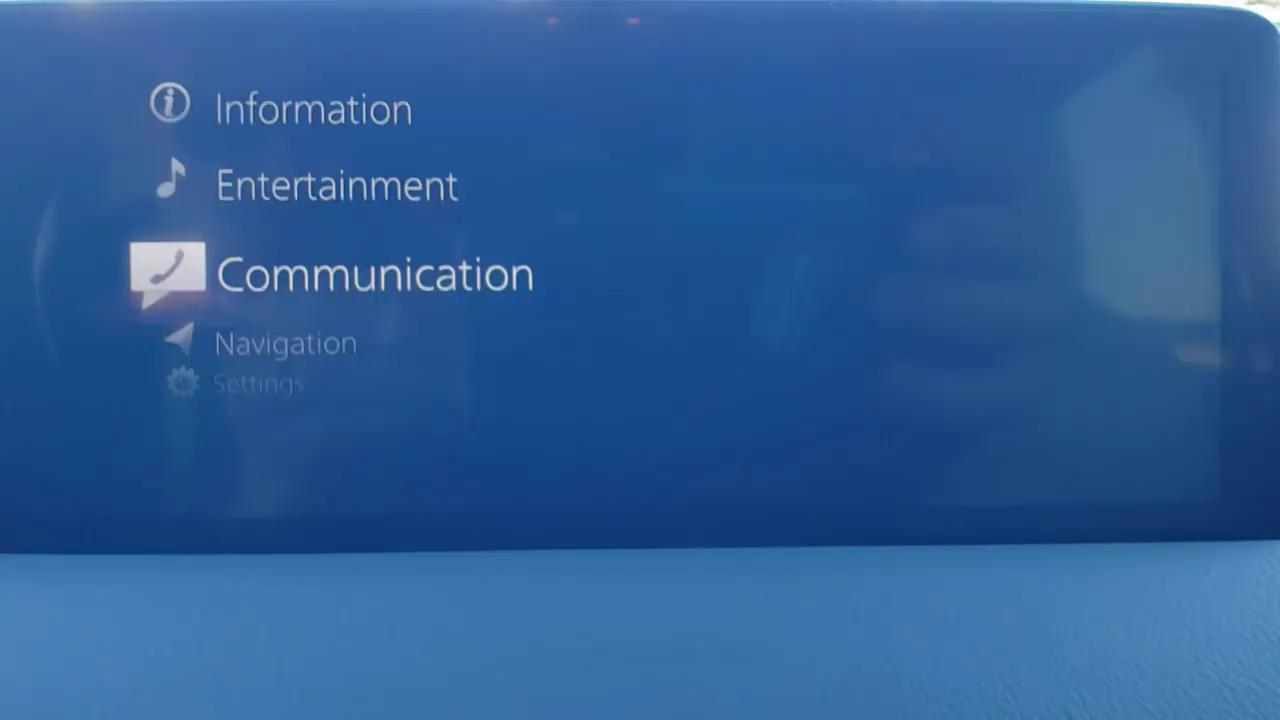 Information
Entertainment
Communication
Navigation
Settings